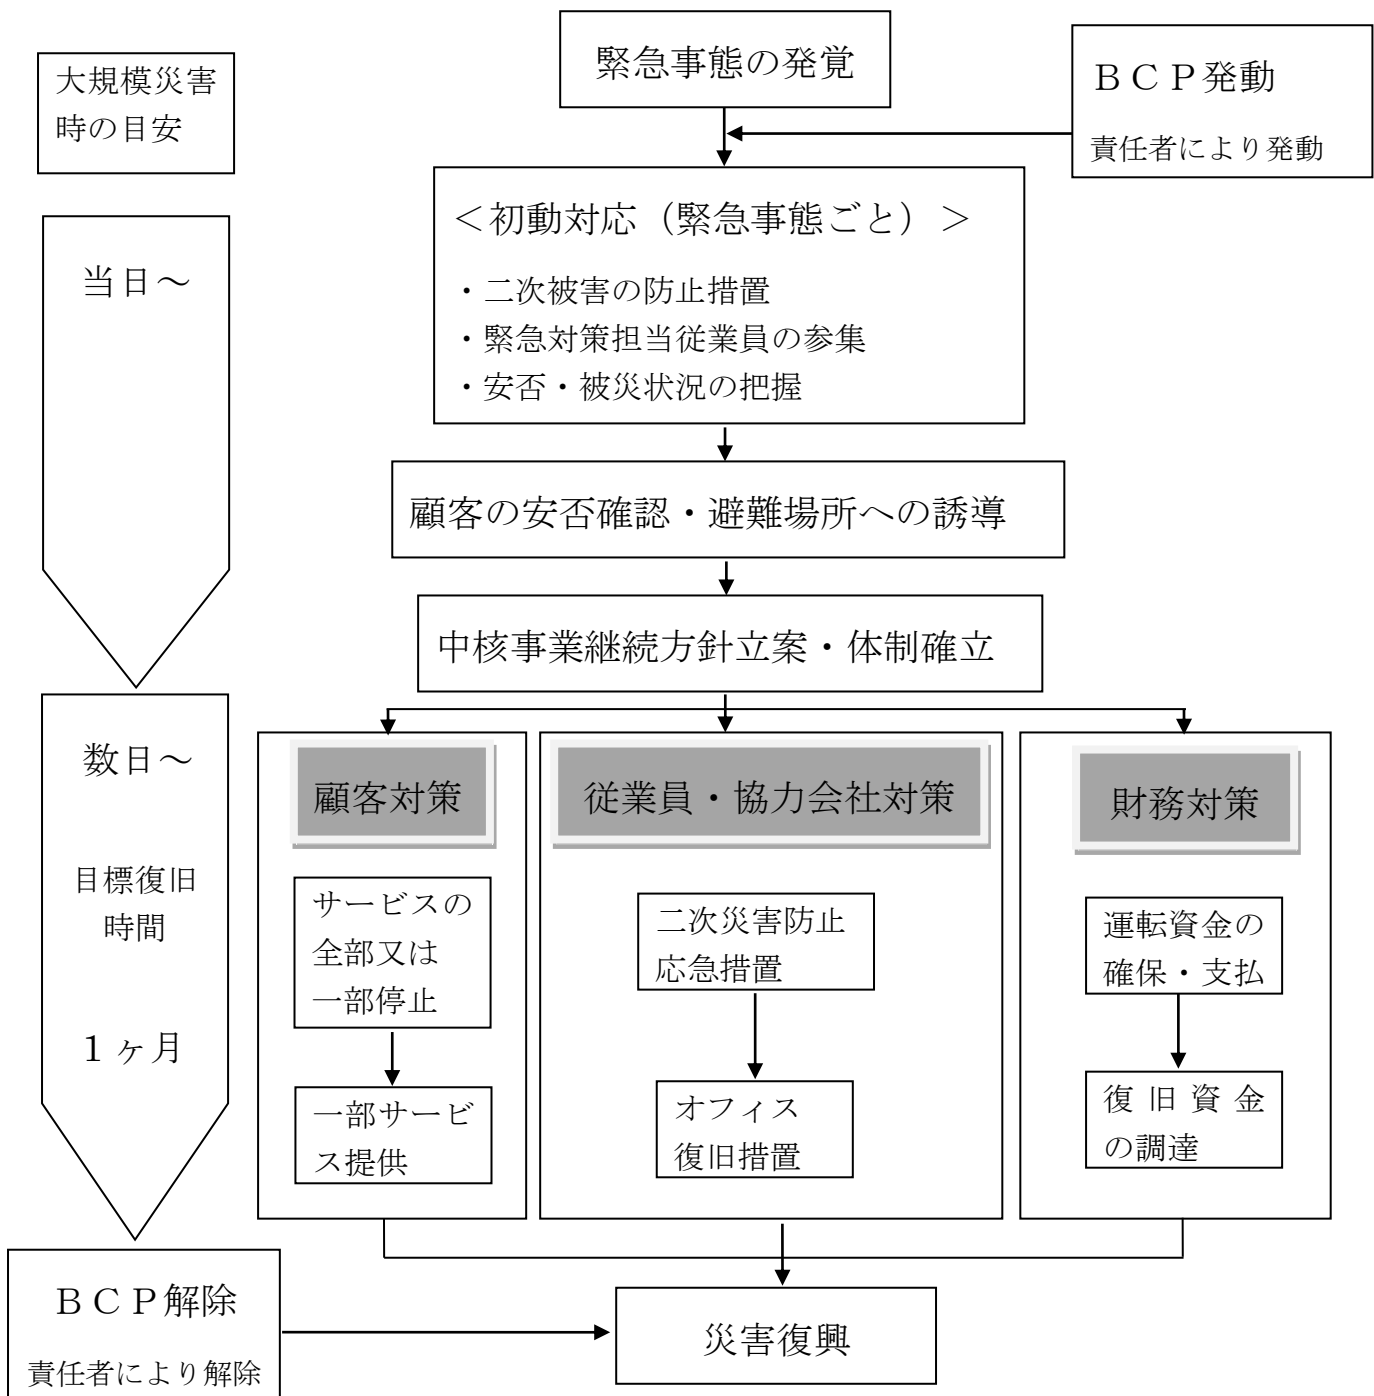 緊急事態の発覚
ＢＣＰ発動
責任者により発動
大規模災害
時の目安
＜初動対応（緊急事態ごと）＞
・二次被害の防止措置
・緊急対策担当従業員の参集
・安否・被災状況の把握
当日～
顧客の安否確認・避難場所への誘導
中核事業継続方針立案・体制確立
数日～
目標復旧
時間
１ヶ月
顧客対策
サービスの
全部又は
一部停止
一部サービ
ス提供
従業員・協力会社対策
二次災害防止
応急措置
オフィス
復旧措置
財務対策
運転資金の
確保・支払
復旧資金
の調達
ＢＣＰ解除
責任者により解除
災害復興